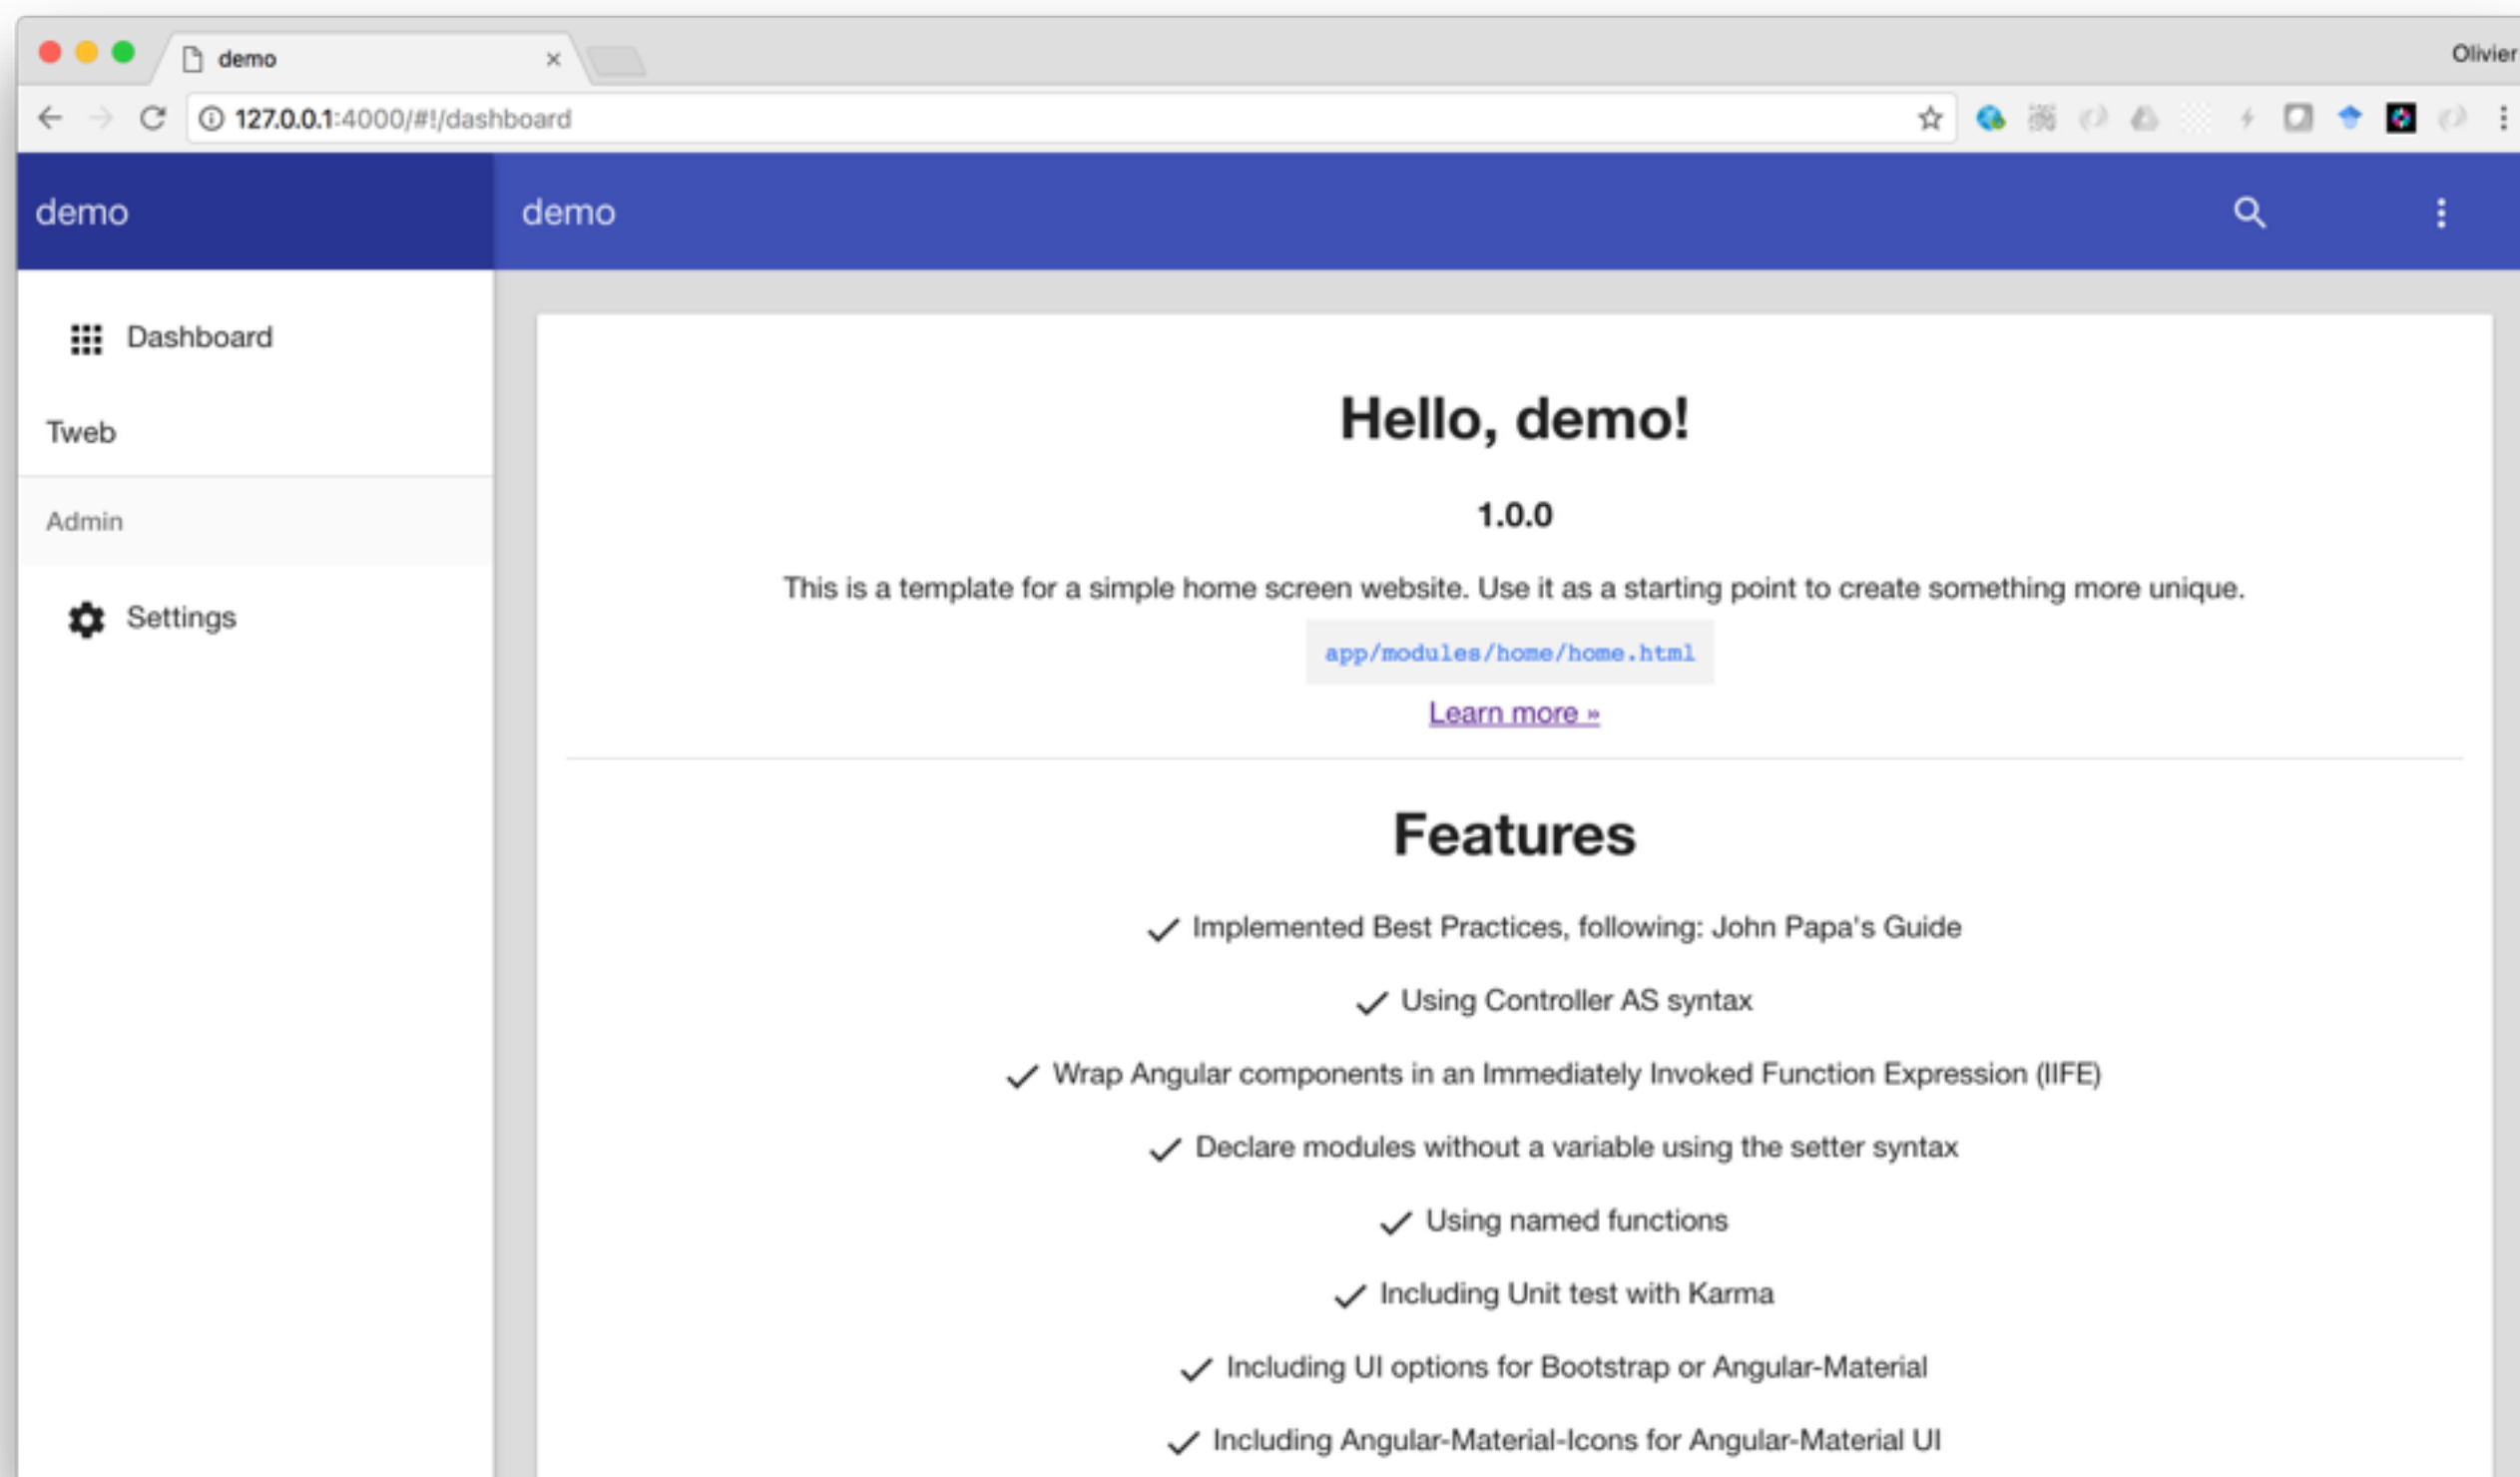 demo
Olivier
127.0.0.1:4000/#!/dashboard
demo
demo
Dashboard
Tweb
Admin
Settings
Hello, demo!
1.0.0
This is a template for a simple home screen website. Use it as a starting point to create something more unique.
app/modules/home/home.html
Learn more »
Features
Implemented Best Practices, following: John Papa's Guide
Using Controller AS syntax
Wrap Angular components in an Immediately Invoked Function Expression (IIFE)
Declare modules without a variable using the setter syntax
Using named functions
Including Unit test with Karma
Including UI options for Bootstrap or Angular-Material
Including Angular-Material-Icons for Angular-Material UI